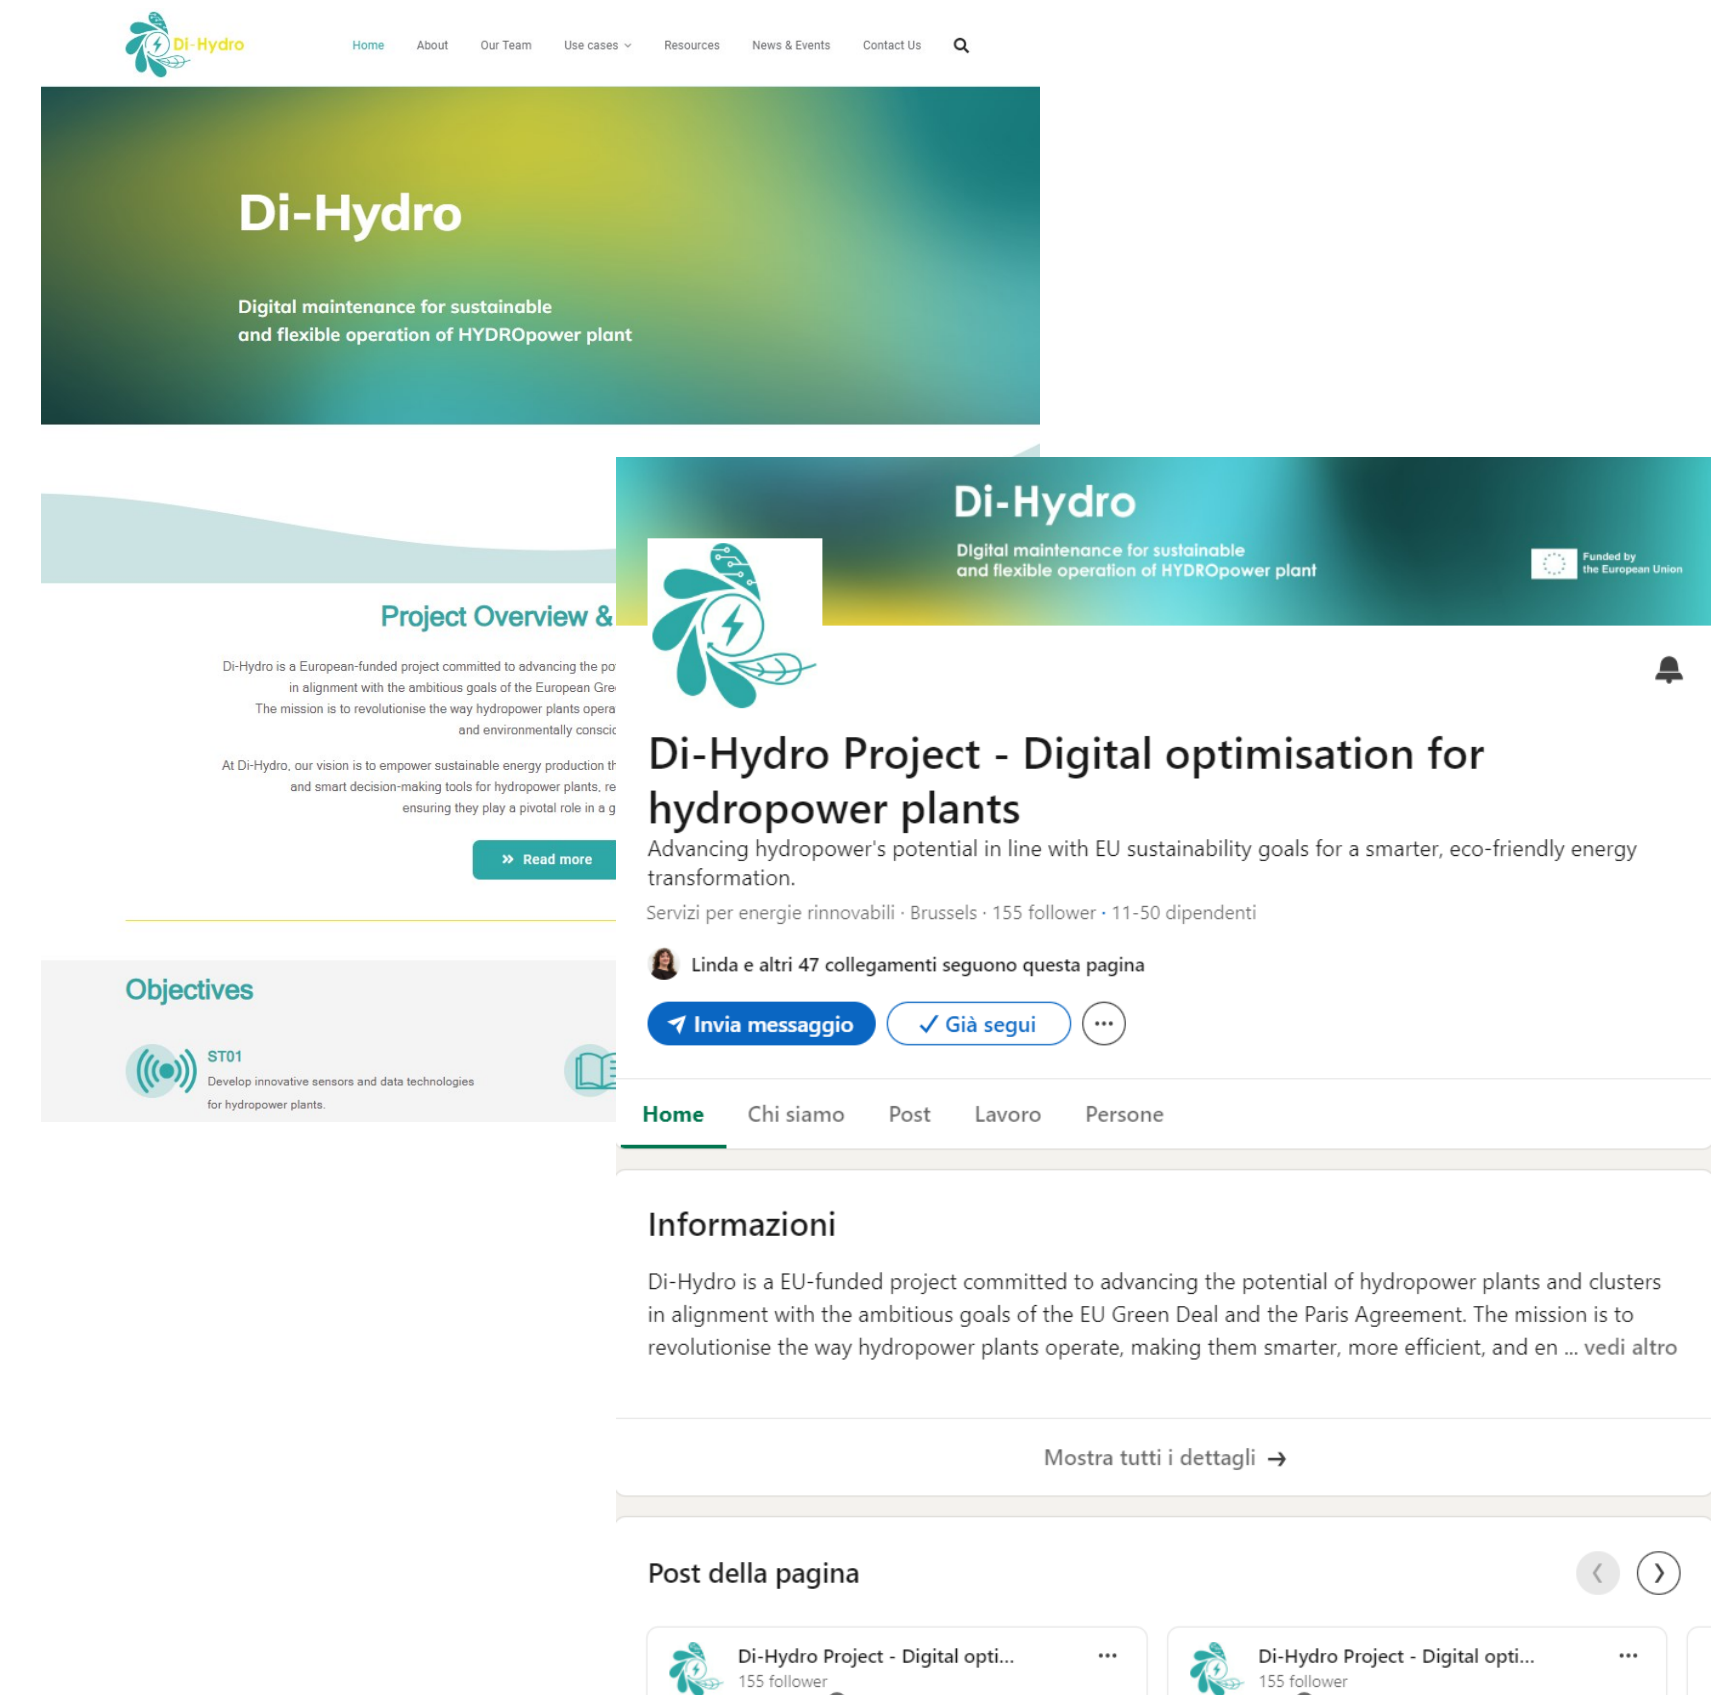 Di-Hydro
Home
About
Our Team
Use cases
Resources
News & Events
Contact Us
Di-Hydro
Digital maintenance for sustainable
and flexible operation of HYDROpower plant
Project Overview &
Di-Hydro is a European-funded project committed to advancing the
in alignment with the ambitious goals of the European
The mission is to revolutionise the way hydropower plants
and environmentally
At Di-Hydro, our vision is to empower sustainable energy production
and smart decision-making tools for hydropower plants,
ensuring they play a pivotal role in a
Read more
Objectives
ST01
Develop innovative sensors and data technologies
for hydropower plants.
Di-Hydro
DIgital maintenance for sustainable
and flexible operation of HYDROpower plant
Funded by
the European Union
Di-Hydro Project - Digital optimisation for
hydropower plants
Advancing hydropower's potential in line with EU sustainability goals for a smarter, eco-friendly energy
transformation.
Servizi per energie rinnovabili · Brussels · 155 follower · 11-50 dipendenti
Linda e altri 47 collegamenti seguono questa pagina
Invia messaggio
Già segui
Home
Chi siamo
Post
Lavoro
Persone
Informazioni
Di-Hydro is a EU-funded project committed to advancing the potential of hydropower plants and clusters
in alignment with the ambitious goals of the EU Green Deal and the Paris Agreement. The mission is to
revolutionise the way hydropower plants operate, making them smarter, more efficient, and en ... vedi altro
Mostra tutti i dettagli →
Post della pagina
Di-Hydro Project - Digital opti...
155 follower
Di-Hydro Project - Digital opti...
155 follower